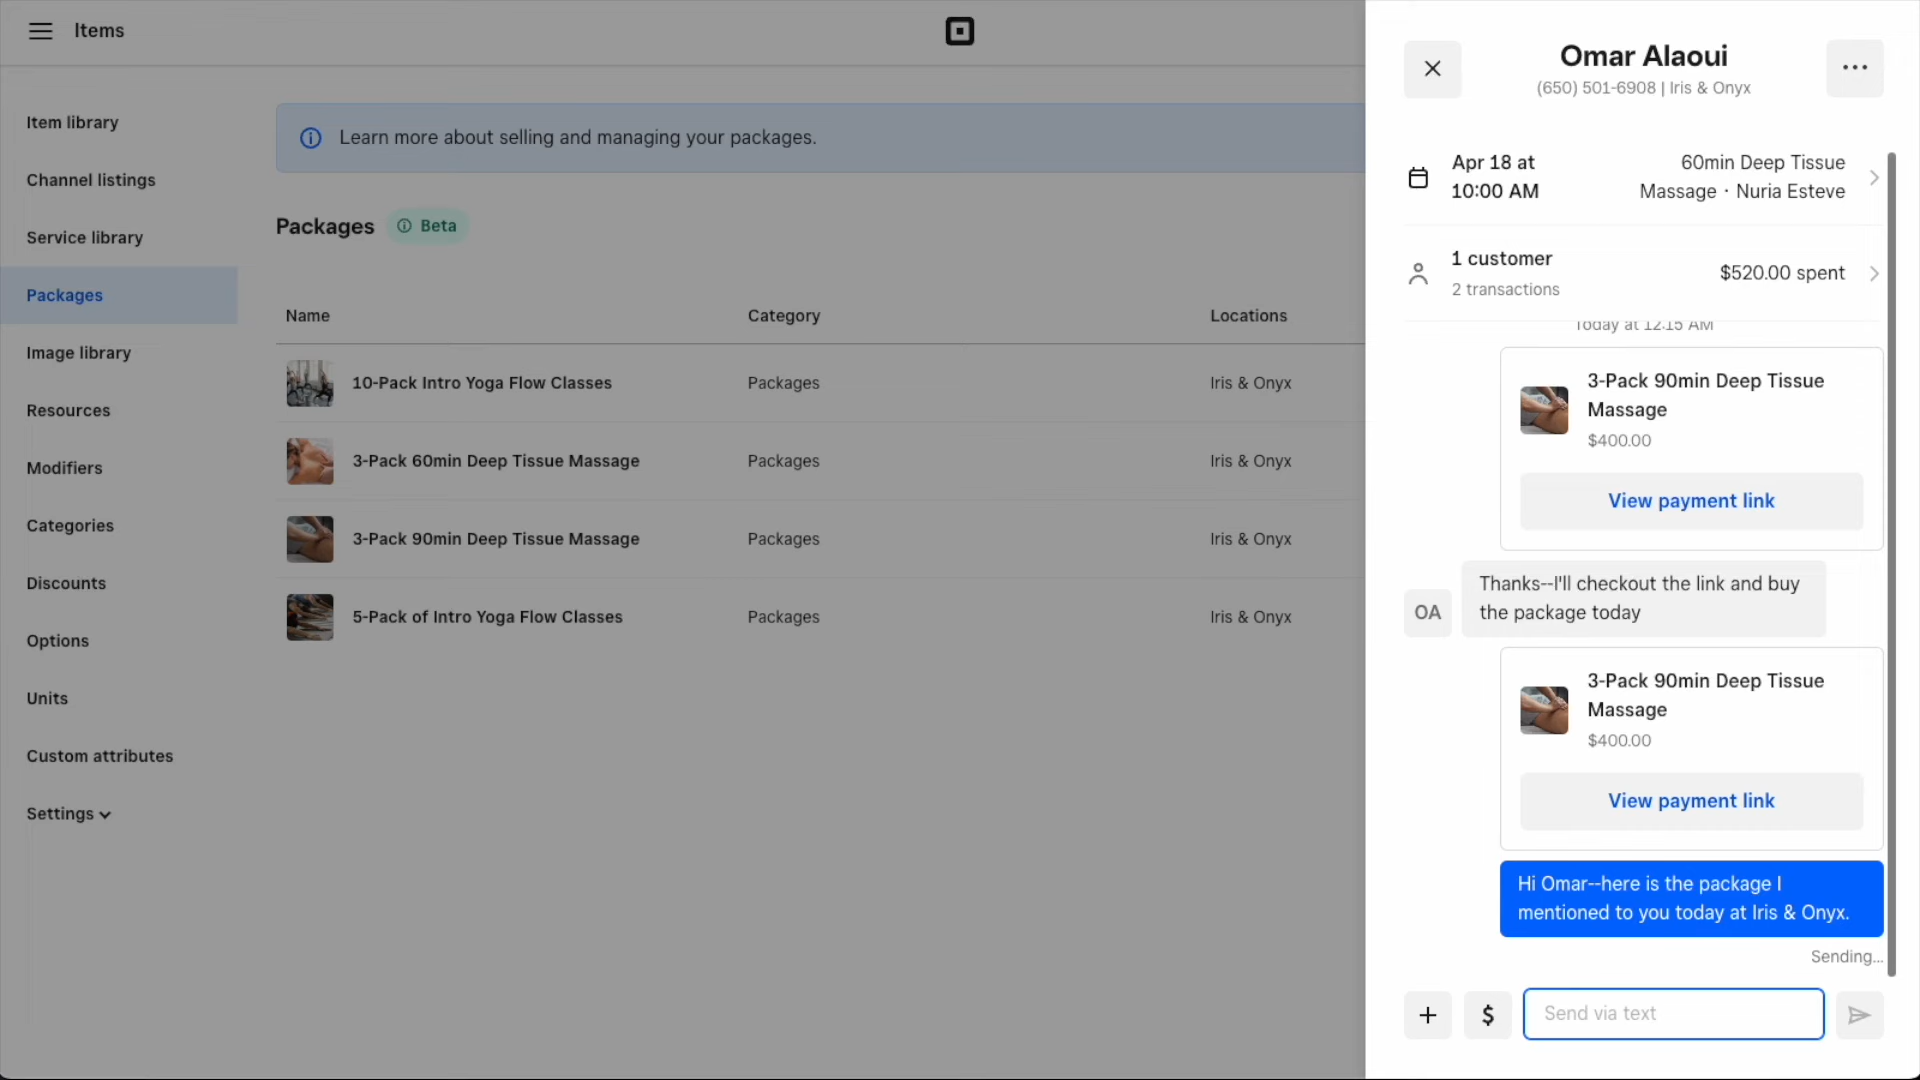 Items
Item library
Channel listings
Service library
Packages
Image library
Resources
Modifiers
Categories
Discounts
Options
Units
Custom attributes
Settings
Learn more about selling and managing your packages.
Packages
Beta
Name Category Locations
10-Pack Intro Yoga Flow Classes Packages Iris & Onyx
3-Pack 60min Deep Tissue Massage Packages Iris & Onyx
3-Pack 90min Deep Tissue Massage Packages Iris & Onyx
5-Pack of Intro Yoga Flow Classes Packages Iris & Onyx
Omar Alaoui
(650) 501-6908 | Iris & Onyx
Apr 18 at
10:00 AM
60min Deep Tissue
Massage · Nuria Esteve
1 customer
2 transactions
$520.00 spent
Today at 12:15 AM
3-Pack 90min Deep Tissue
Massage
$400.00
View payment link
OA
Thanks--I'll checkout the link and buy
the package today
3-Pack 90min Deep Tissue
Massage
$400.00
View payment link
Hi Omar--here is the package I
mentioned to you today at Iris & Onyx.
Sending...
$
Send via text